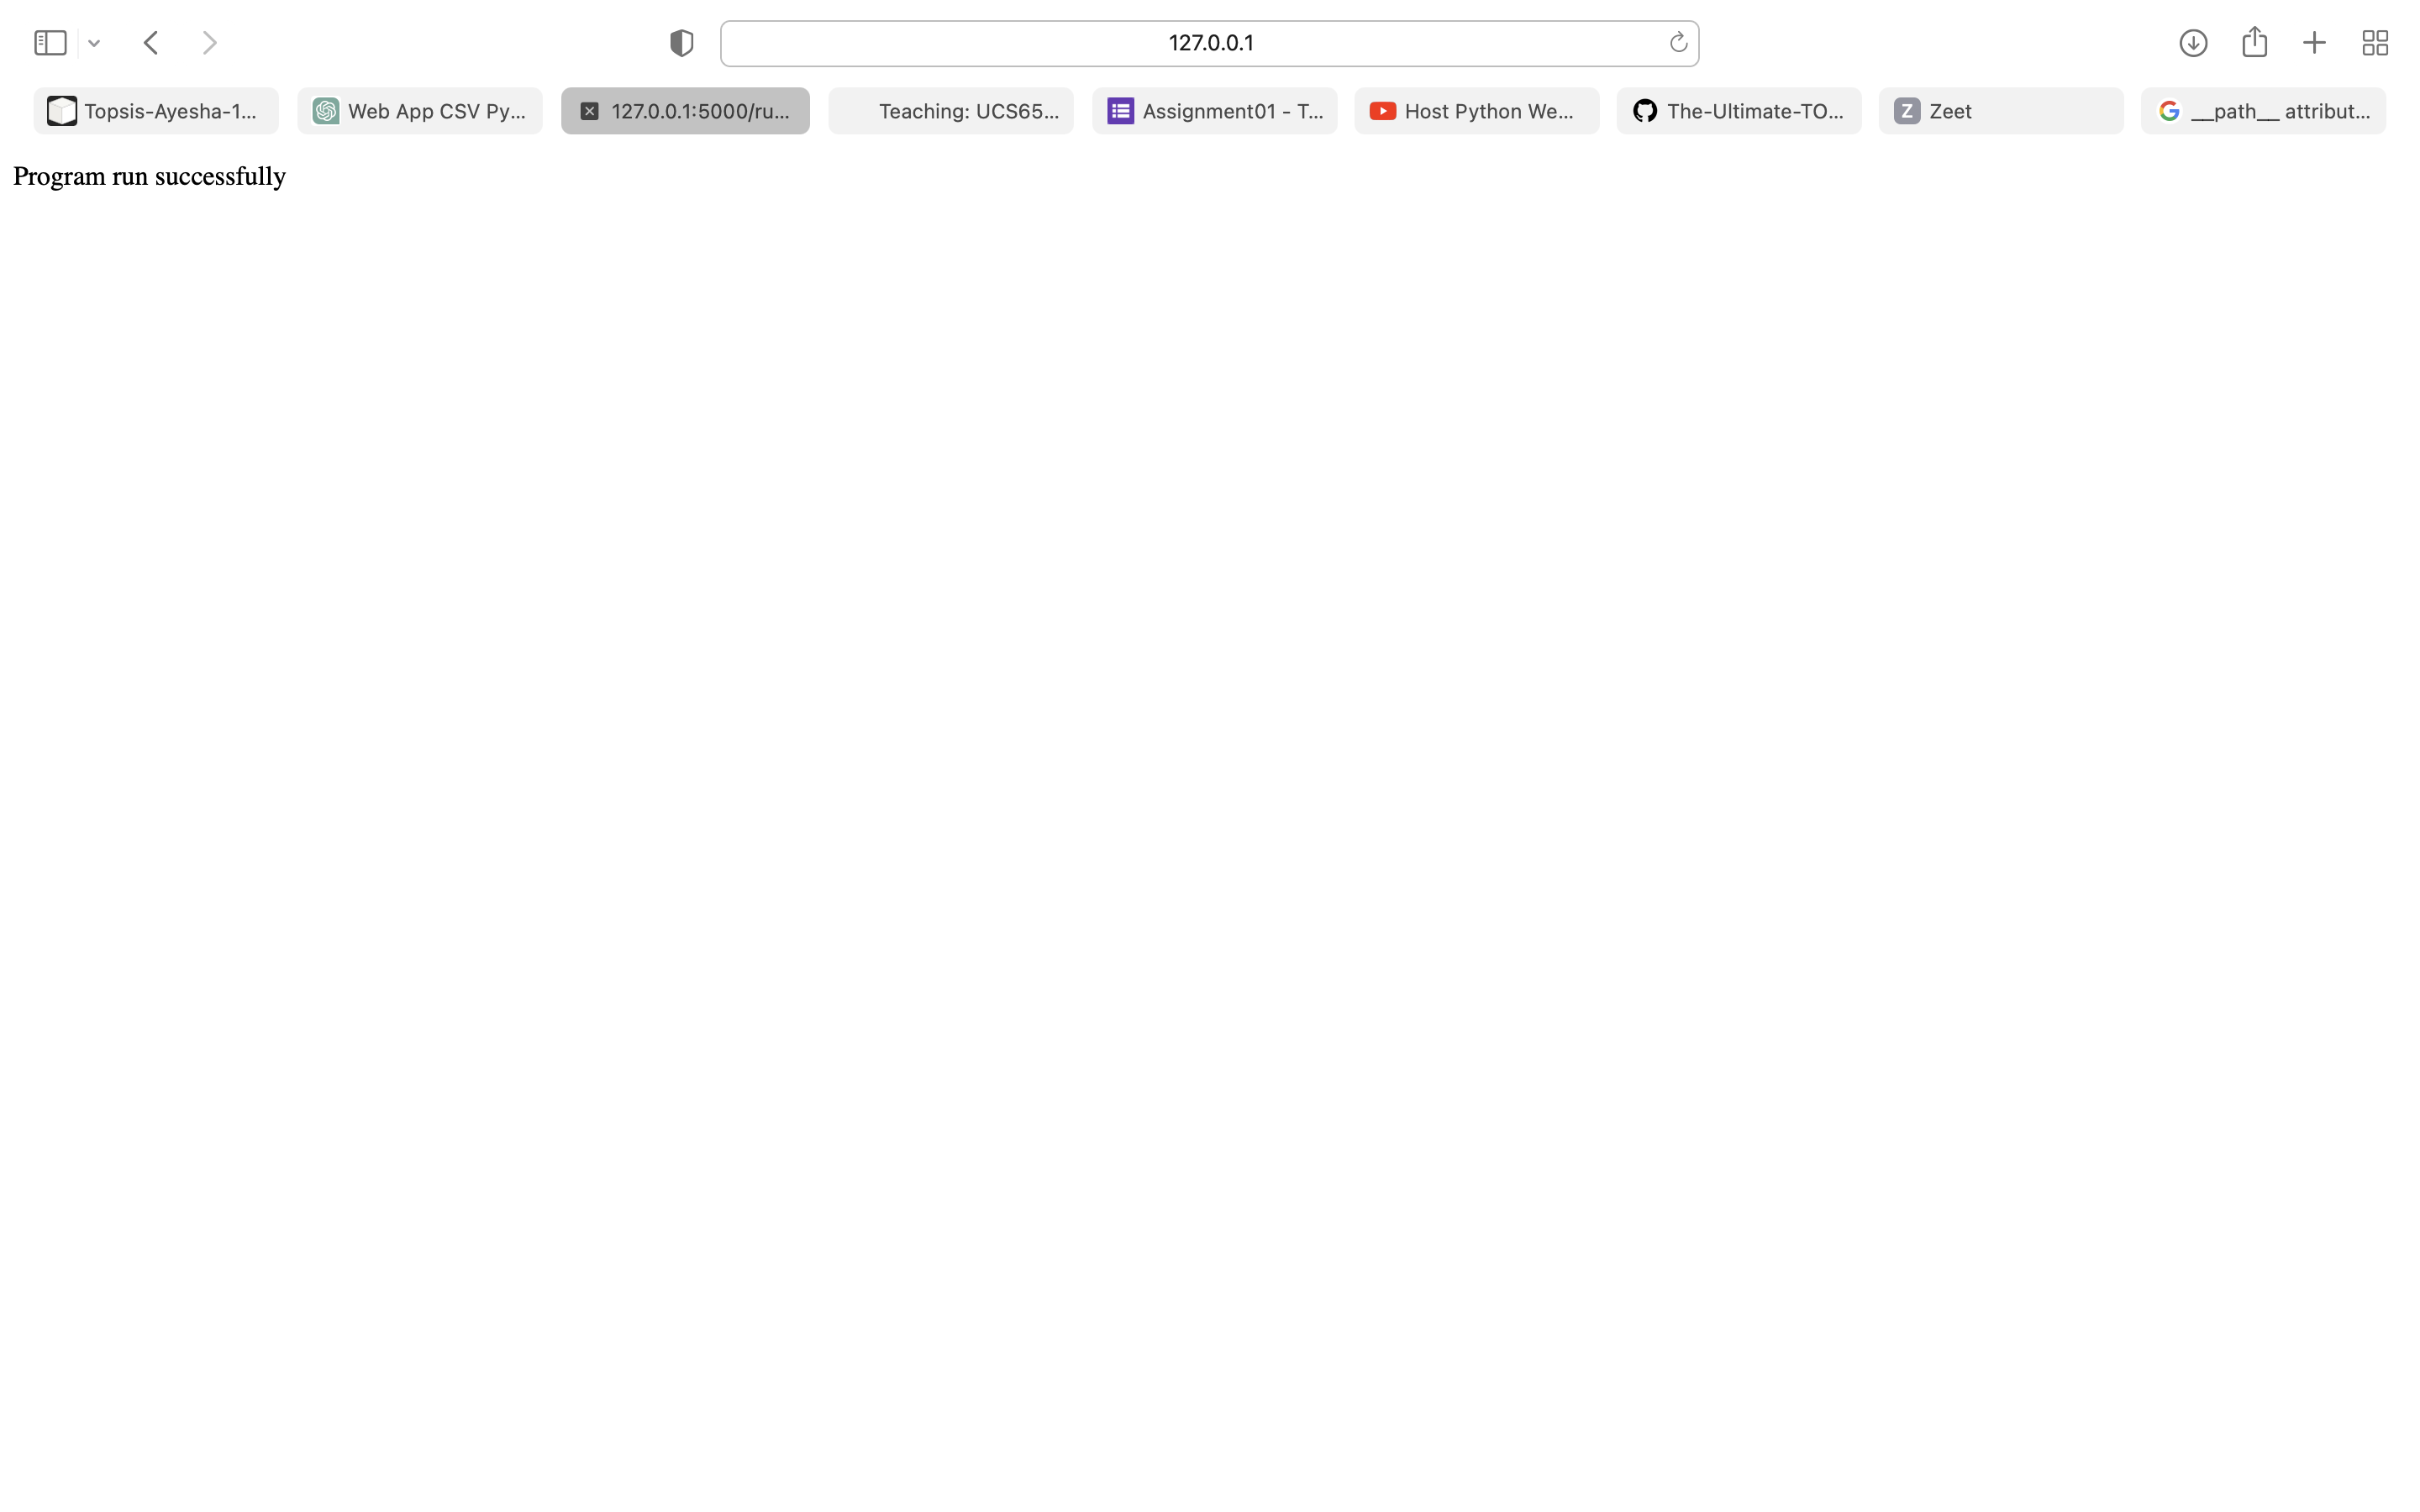 127.0.0.1
Topsis-Ayesha-1...
Web App CSV Py...
127.0.0.1:5000/ru...
Teaching: UCS65...
Assignment01 - T...
Host Python We...
The-Ultimate-TO...
Z Zeet
__path__ attribut...
Program run successfully